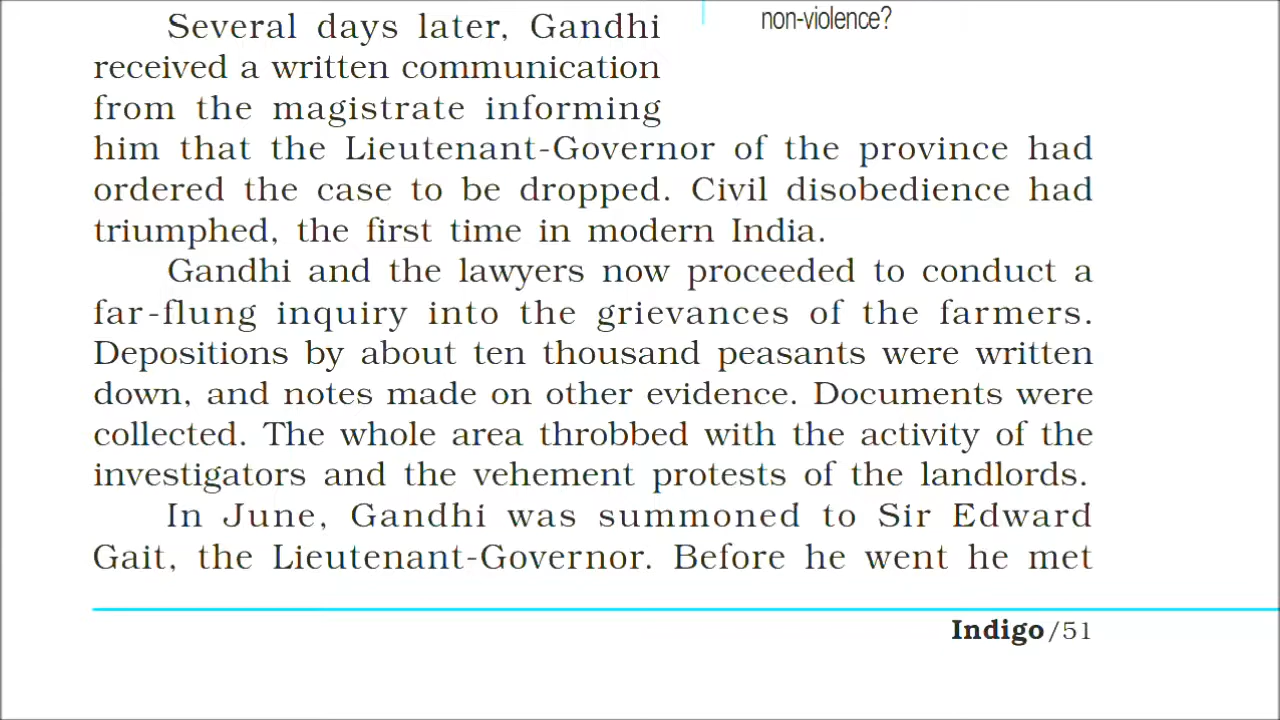 Several days later, Gandhi
received a written communication
from the magistrate informing
him that the Lieutenant-Governor of the province had
ordered the case to be dropped. Civil disobedience had
triumphed, the first time in modern India.
Gandhi and the lawyers now proceeded to conduct a
far-flung inquiry into the grievances of the farmers.
Depositions by about ten thousand peasants were written
down, and notes made on other evidence. Documents were
collected. The whole area throbbed with the activity of the
investigators and the vehement protests of the landlords.
In June, Gandhi was summoned to Sir Edward
Gait, the Lieutenant-Governor. Before he went he met
non-violence?
Indigo/51